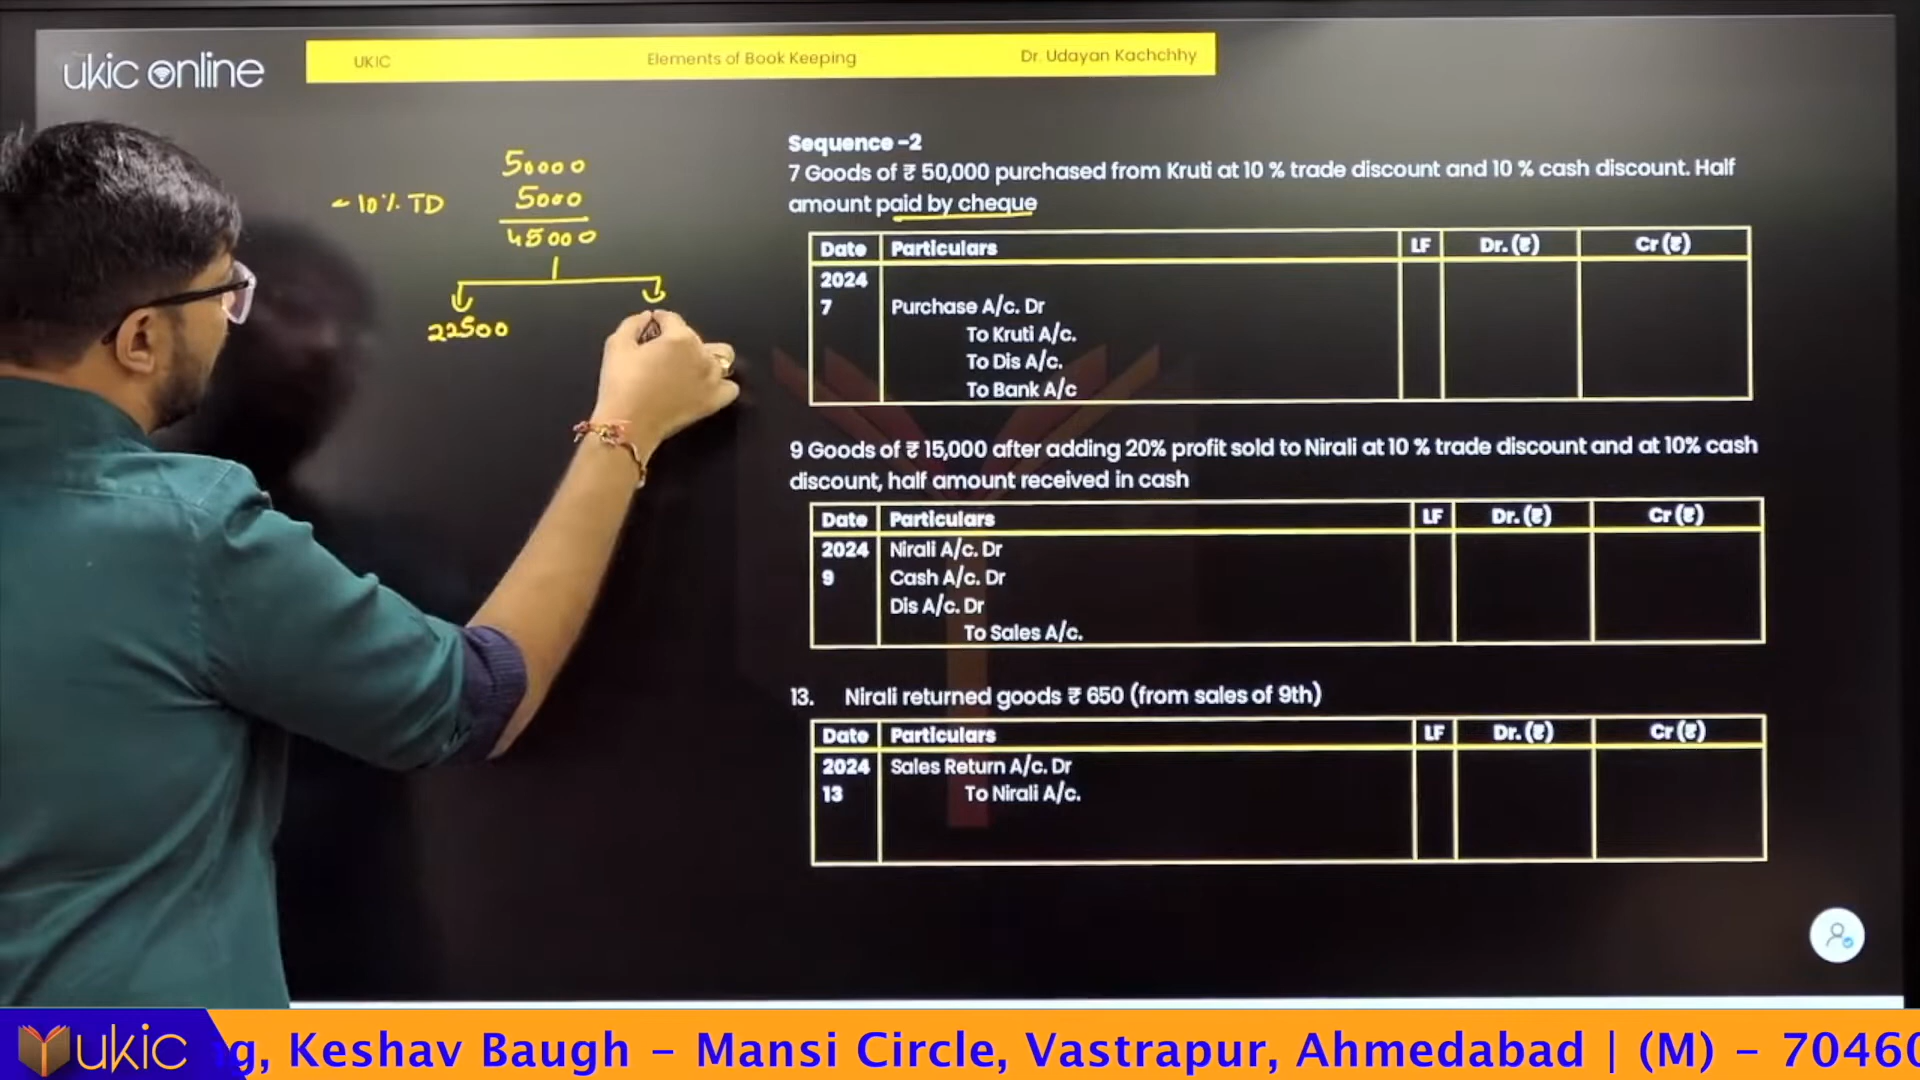 ukic online
UKIC Elements of Book Keeping Dr. Udayan Kachchhy
50000
- 10% TD 5000
45000
22500
Sequence -2
7 Goods of ₹ 50,000 purchased from Kruti at 10 % trade discount and 10 % cash discount. Half
amount paid by cheque
Date Particulars LF Dr. (₹) Cr (₹)
2024
7 Purchase A/c. Dr
To Kruti A/c.
To Dis A/c.
To Bank A/c
9 Goods of ₹ 15,000 after adding 20% profit sold to Nirali at 10 % trade discount and at 10% cash
discount, half amount received in cash
Date Particulars LF Dr. (₹) Cr (₹)
2024 Nirali A/c. Dr
9 Cash A/c. Dr
Dis A/c. Dr
To Sales A/c.
13. Nirali returned goods ₹ 650 (from sales of 9th)
Date Particulars LF Dr. (₹) Cr (₹)
2024 Sales Return A/c. Dr
13 To Nirali A/c.
ukic g, Keshav Baugh - Mansi Circle, Vastrapur, Ahmedabad | (M) - 70460